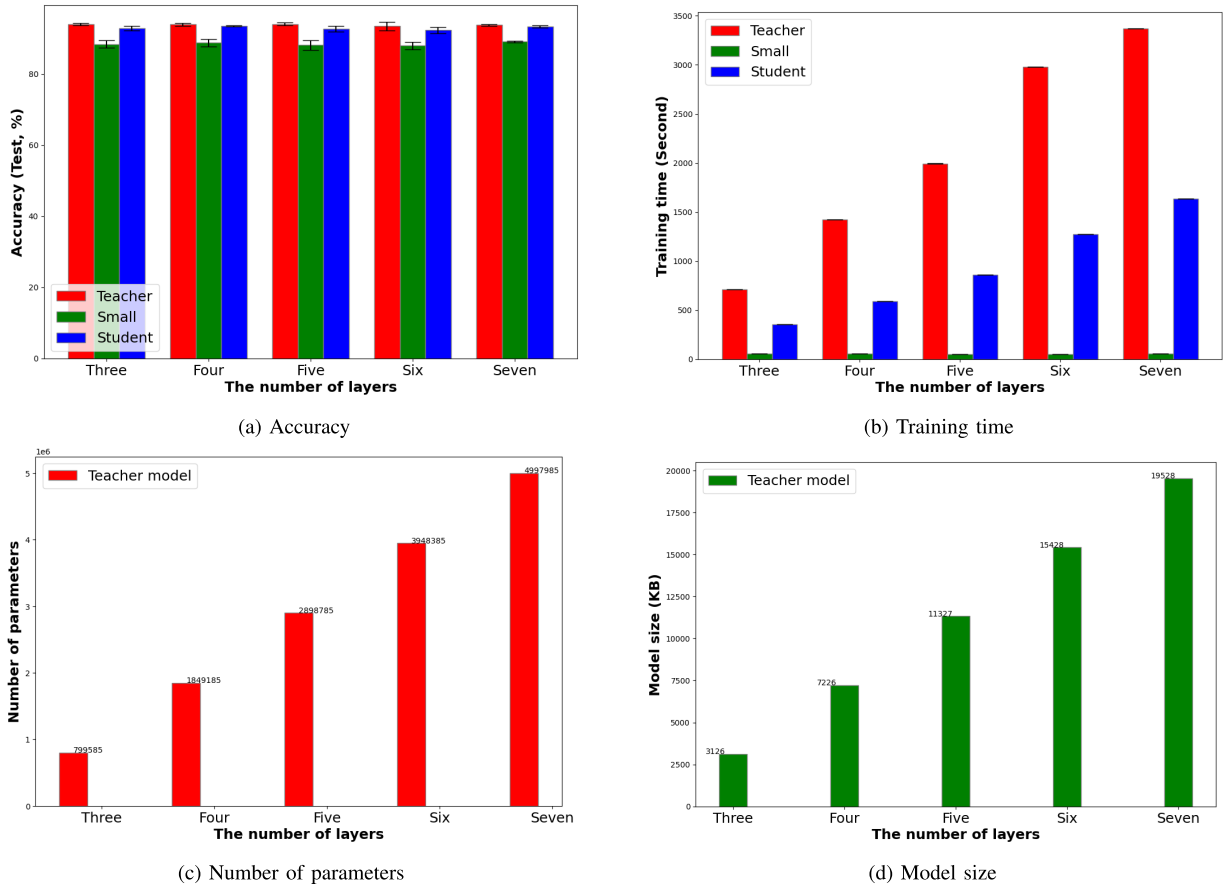 Accuracy (Test, %)
80
60
40
20
0
Teacher
Small
Student
Three Four Five Six Seven
The number of layers
(a) Accuracy
Training time (Second)
3500
3000
2500
2000
1500
1000
500
0
Teacher
Small
Student
Three Four Five Six Seven
The number of layers
(b) Training time
1e6
Number of parameters
5
4
3
2
1
0
Teacher model
799585
1849185
2898785
3948385
4997985
Three Four Five Six Seven
The number of layers
(c) Number of parameters
Model size (KB)
20000
17500
15000
12500
10000
7500
5000
2500
0
Teacher model
3126
7226
11327
15428
19528
Three Four Five Six Seven
The number of layers
(d) Model size